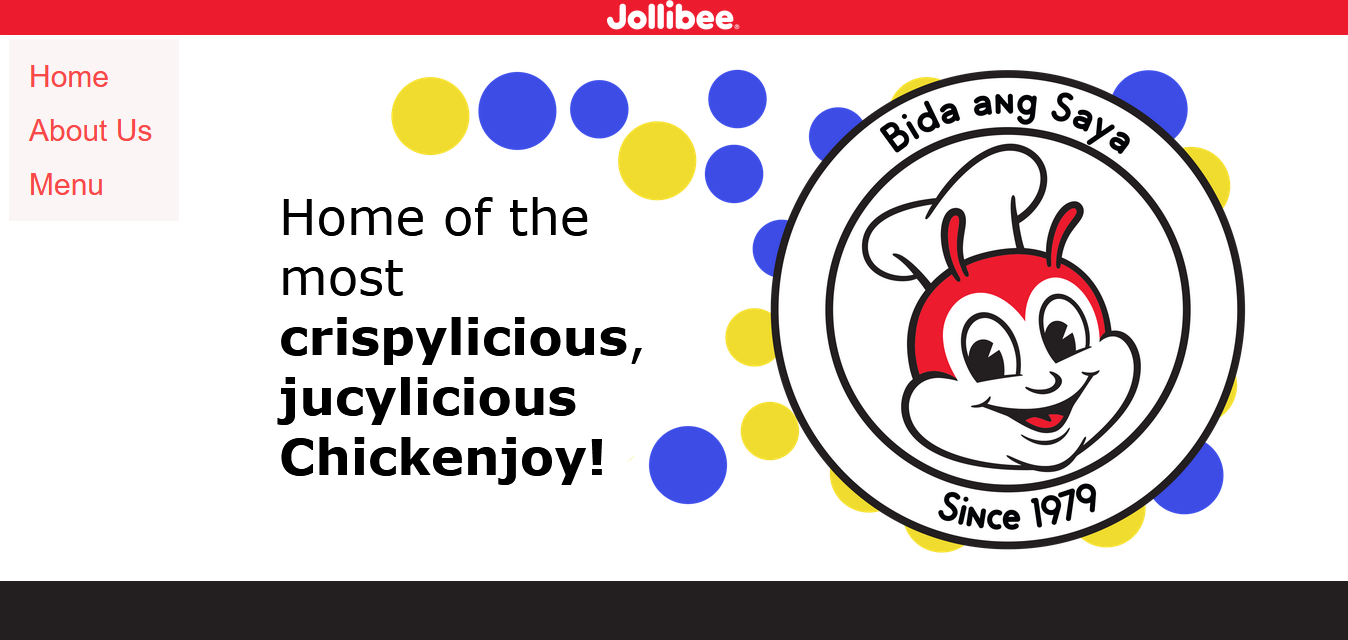 Jollibee
Home
About Us
Menu
Home of the
most
crispylicious,
jucylicious
Chickenjoy!
Bida ang Saya
Since 1979